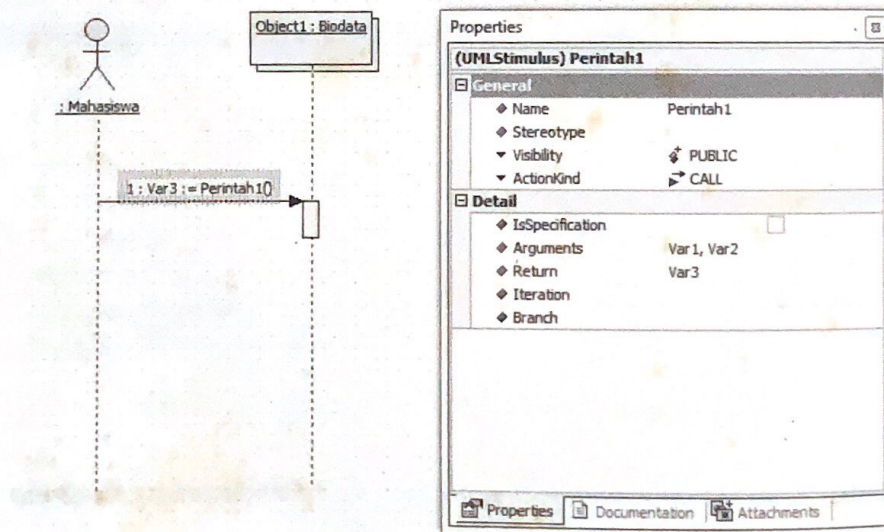 Object1 : Biodata
: Mahasiswa
1 : Var3 := Perintah1()
Properties
(UMLStimulus) Perintah1
General
Name Perintah1
Stereotype
Visibility PUBLIC
ActionKind CALL
Detail
IsSpecification
Arguments Var1, Var2
Return Var3
Iteration
Branch
Properties Documentation Attachments